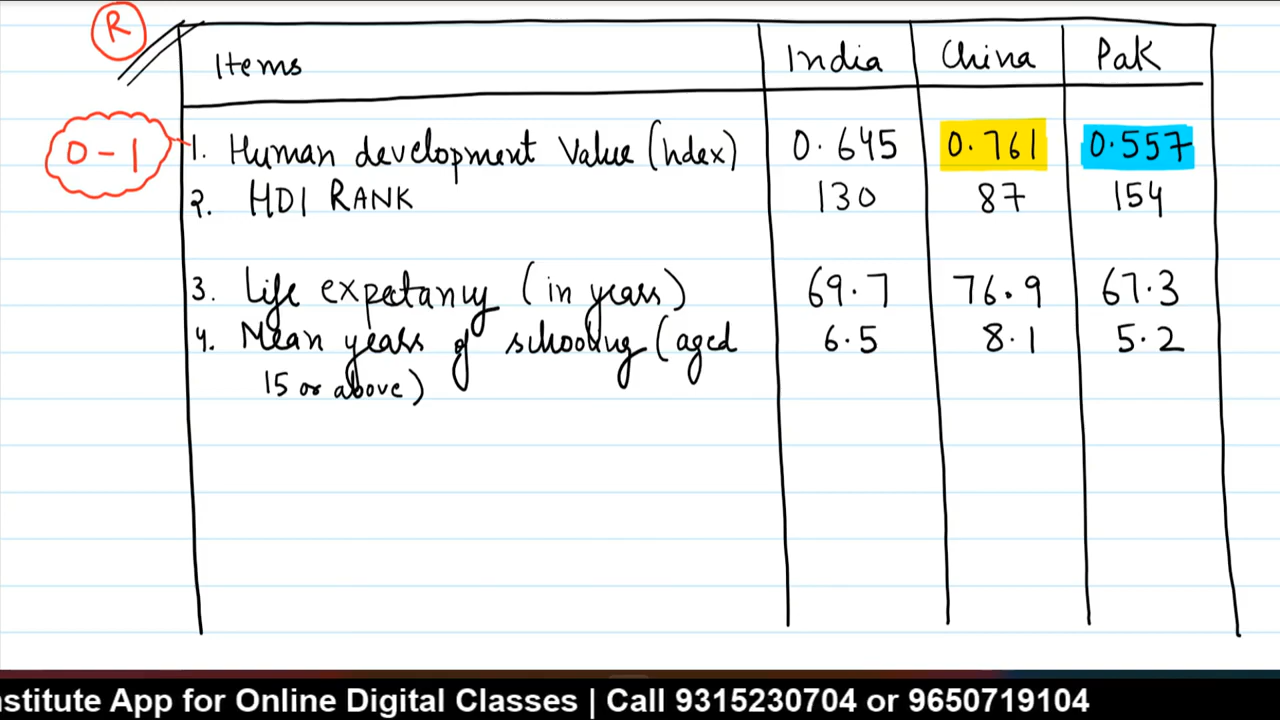 R
Items India China Pak
0-1
1. Human development Value (Index) 0.645 0.761 0.557
2. HDI RANK 130 87 154
3. Life expectancy (in years) 69.7 76.9 67.3
4. Mean years of schooling (aged 6.5 8.1 5.2
15 or above)
nstitute App for Online Digital Classes | Call 9315230704 or 9650719104